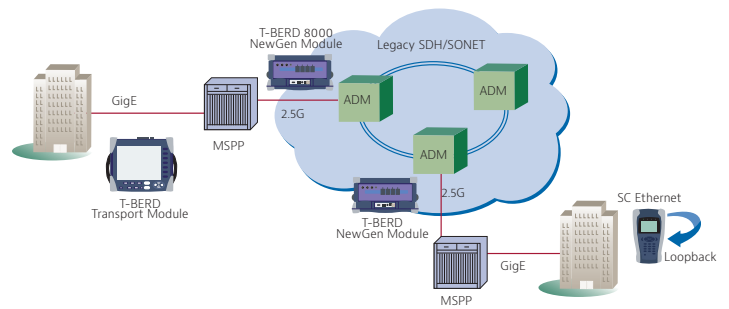 T-BERD 8000
NewGen Module
Legacy SDH/SONET
GigE
2.5G
ADM
ADM
MSPP
ADM
T-BERD
Transport Module
2.5G
SC Ethernet
T-BERD
NewGen Module
Loopback
GigE
MSPP